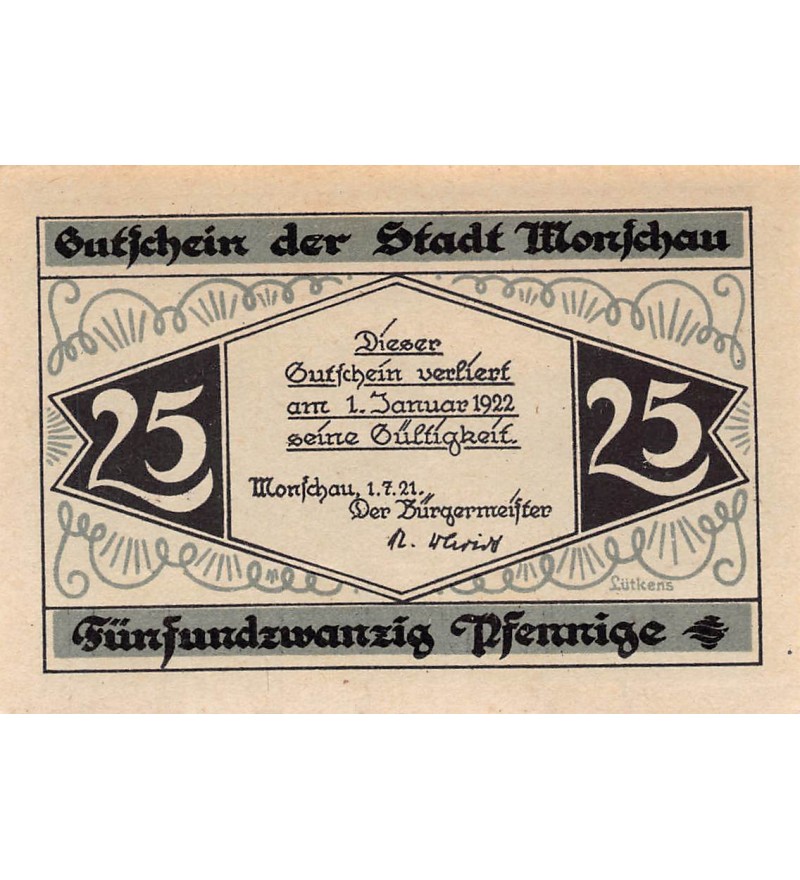 Gutschein der Stadt Monschau
Dieser
Gutschein verliert
am 1. Januar 1922
seine Gültigkeit.
25
25
Monschau, 1.7.21.
Der Bürgermeister
Lütkens
Fünfundzwanzig Pfennige